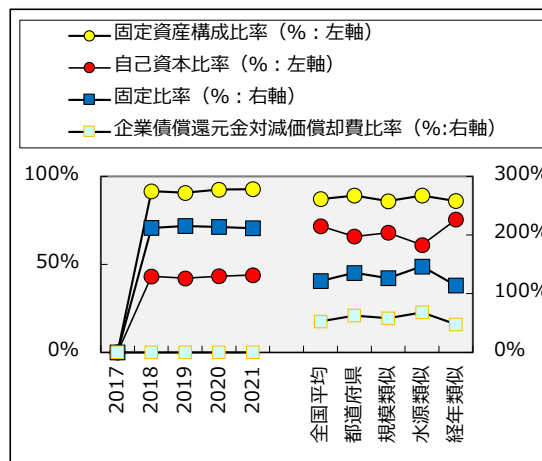 固定資産構成比率（%：左軸）
自己資本比率（%：左軸）
固定比率（%：右軸）
企業債償還元金対減価償却費比率（%:右軸）
100%
50%
0%
300%
200%
100%
0%
2017
2018
2019
2020
2021
全国平均
都道府県
規模類似
水源類似
経年類似